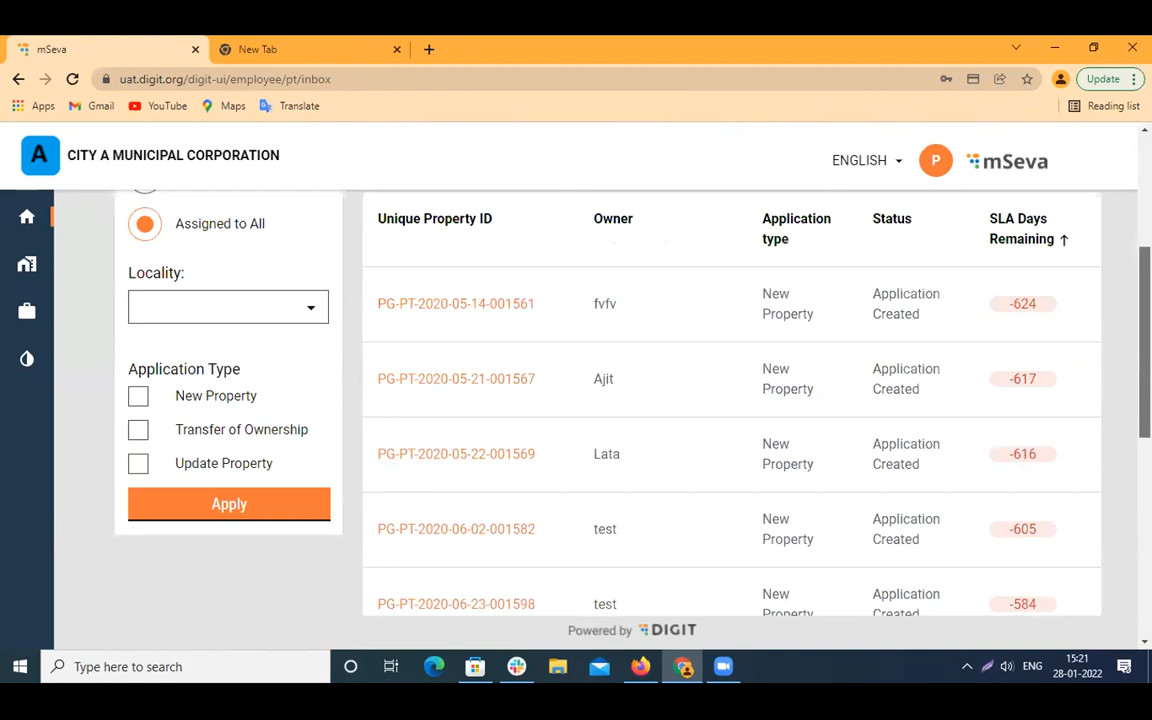 mSeva
New Tab
uat.digit.org/digit-ui/employee/pt/inbox
Update
Apps
Gmail
YouTube
Maps
Translate
Reading list
A
CITY A MUNICIPAL CORPORATION
ENGLISH
P
mSeva
Assigned to All
Locality:
Application Type
New Property
Transfer of Ownership
Update Property
Apply
Unique Property ID Owner Application type Status SLA Days Remaining ↑
PG-PT-2020-05-14-001561 fvfv New Property Application Created -624
PG-PT-2020-05-21-001567 Ajit New Property Application Created -617
PG-PT-2020-05-22-001569 Lata New Property Application Created -616
PG-PT-2020-06-02-001582 test New Property Application Created -605
PG-PT-2020-06-23-001598 test New Property Application Created -584
Powered by DIGIT
Type here to search
ENG
15:21
28-01-2022